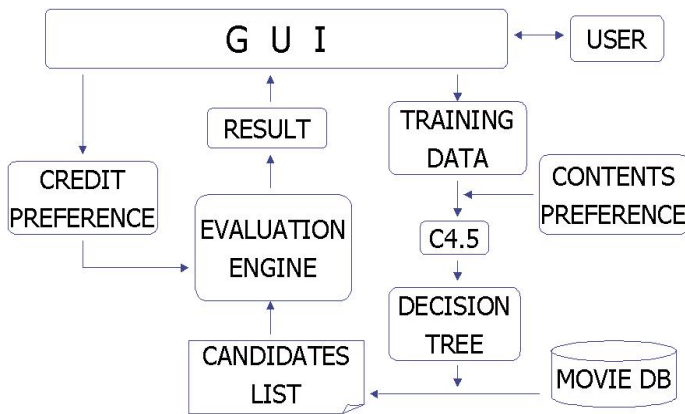 G U I
USER
RESULT
TRAINING
DATA
CREDIT
PREFERENCE
CONTENTS
PREFERENCE
EVALUATION
ENGINE
C4.5
DECISION
TREE
CANDIDATES
LIST
MOVIE DB